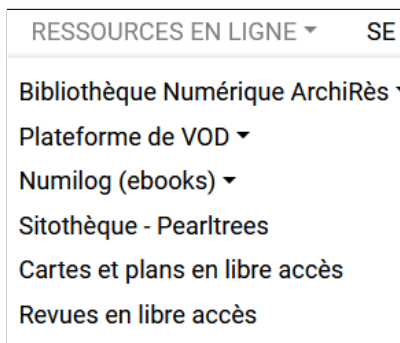 RESSOURCES EN LIGNE SE
Bibliothèque Numérique ArchiRès
Plateforme de VOD
Numilog (ebooks)
Sitothèque - Pearltrees
Cartes et plans en libre accès
Revues en libre accès